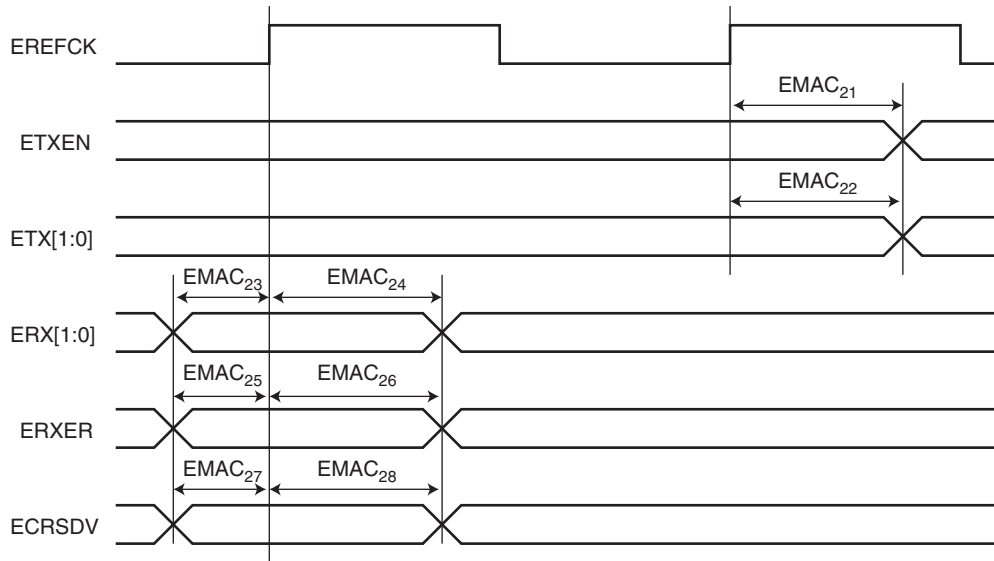 EREFCK
EMAC21
ETXEN
EMAC22
ETX[1:0]
EMAC23 EMAC24
ERX[1:0]
EMAC25 EMAC26
ERXER
EMAC27 EMAC28
ECRSDV